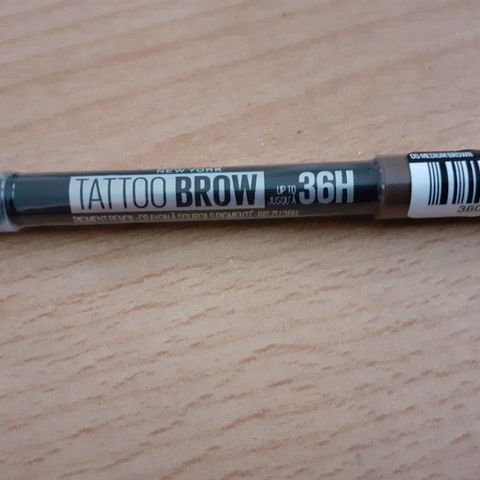 NEW YORK
TATTOO BROW UP TO JUSQU'À 36H
PIGMENT PENCIL · CRAYON À SOURCILS PIGMENTÉ · BIS ZU 36H
05 MEDIUM BROWN
360